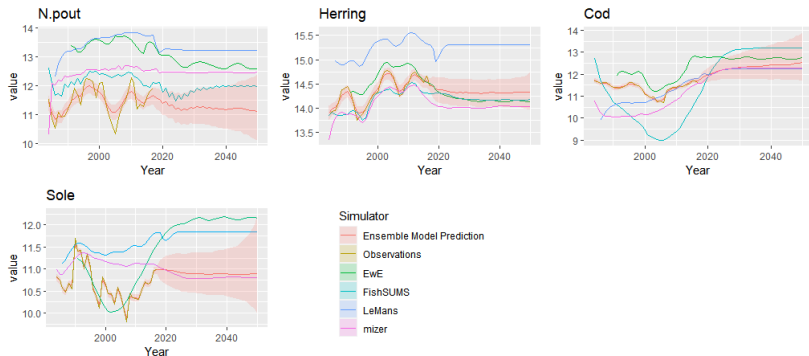 N.pout
Herring
Cod
14
13
12
11
10
value
2000
2020
2040
Year
15.5
15.0
14.5
14.0
13.5
value
2000
2020
2040
Year
14
13
12
11
10
9
value
2000
2020
2040
Year
Sole
12.0
11.5
11.0
10.5
10.0
value
2000
2020
2040
Year
Simulator
Ensemble Model Prediction
Observations
EwE
FishSUMS
LeMans
mizer